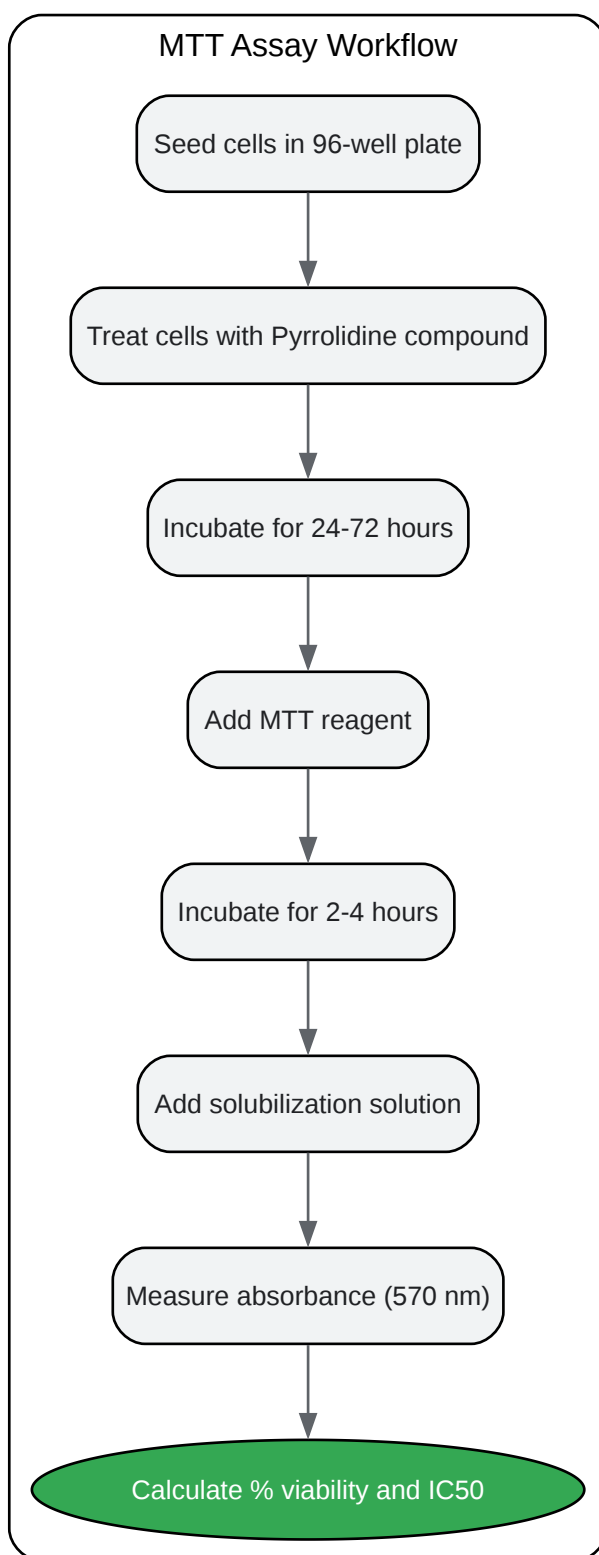 MTT Assay Workflow
Seed cells in 96-well plate
Treat cells with Pyrrolidine compound
Incubate for 24-72 hours
Add MTT reagent
Incubate for 2-4 hours
Add solubilization solution
Measure absorbance (570 nm)
Calculate % viability and IC50